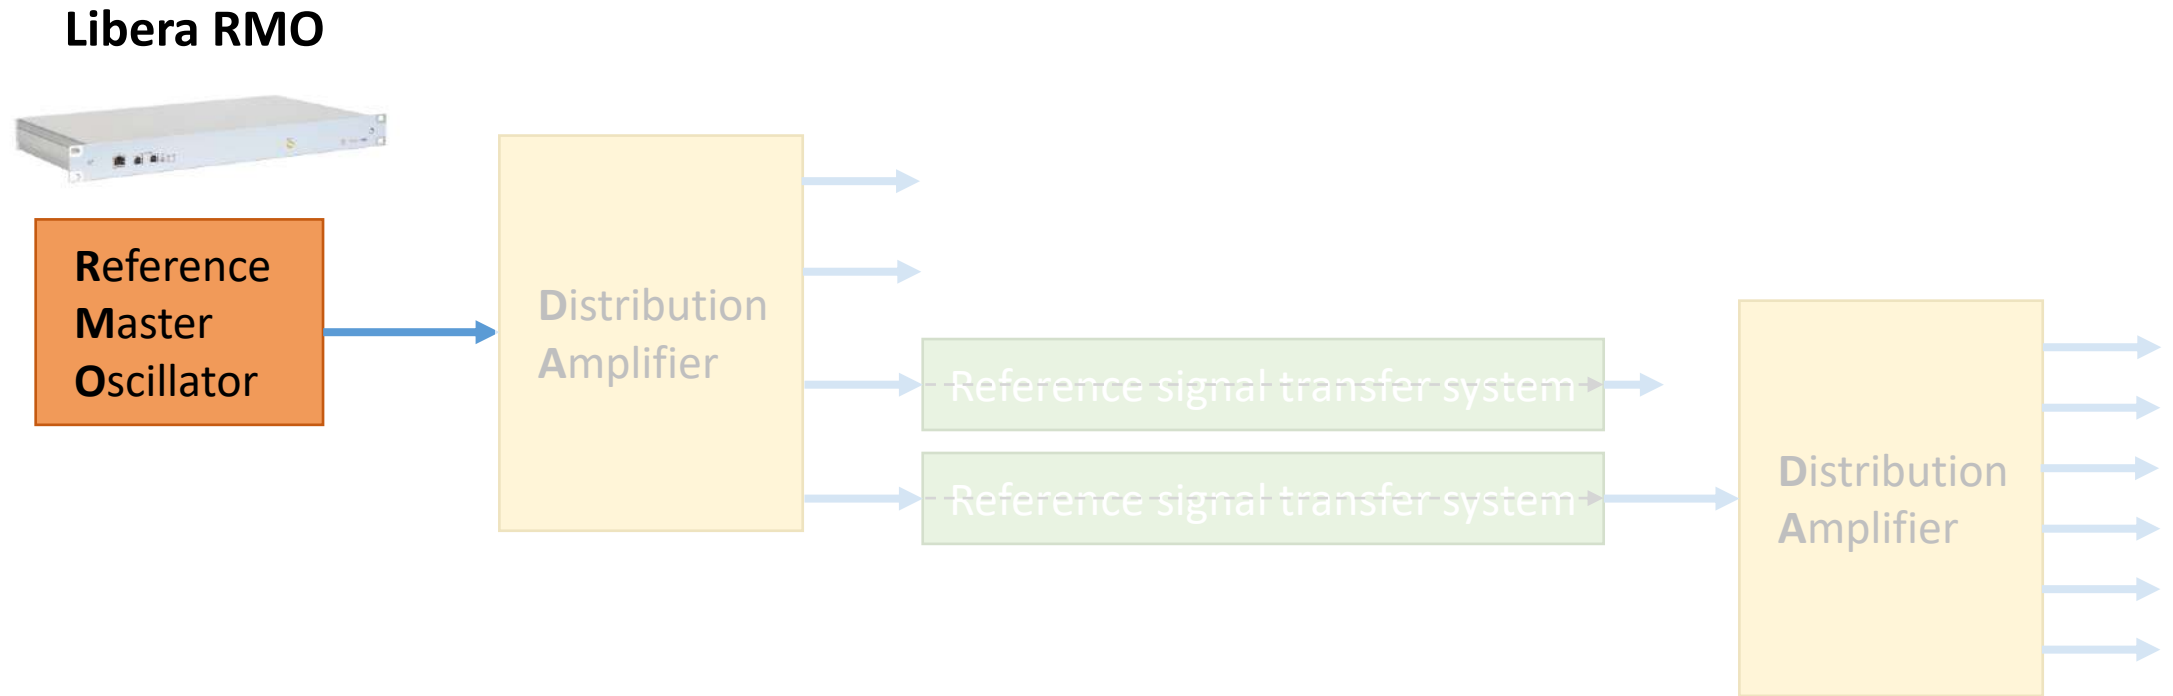 Libera RMO
Reference
Master
Oscillator
Distribution
Amplifier
Reference signal transfer system
Reference signal transfer system
Distribution
Amplifier